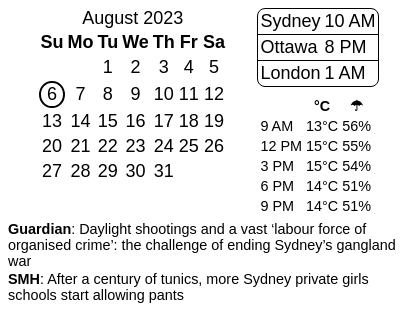 August 2023
Su Mo Tu We Th Fr Sa
1 2 3 4 5
6 7 8 9 10 11 12
13 14 15 16 17 18 19
20 21 22 23 24 25 26
27 28 29 30 31
Sydney 10 AM
Ottawa 8 PM
London 1 AM
°C ☂
9 AM 13°C 56%
12 PM 15°C 55%
3 PM 15°C 54%
6 PM 14°C 51%
9 PM 14°C 51%
Guardian: Daylight shootings and a vast ‘labour force of
organised crime’: the challenge of ending Sydney’s gangland
war
SMH: After a century of tunics, more Sydney private girls
schools start allowing pants